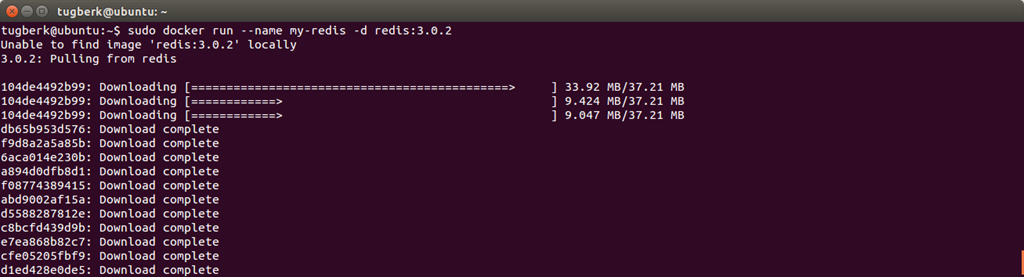 tugberk@ubuntu: ~
tugberk@ubuntu:~$ sudo docker run --name my-redis -d redis:3.0.2
Unable to find image 'redis:3.0.2' locally
3.0.2: Pulling from redis
104de4492b99: Downloading [=============================================>     ] 33.92 MB/37.21 MB
104de4492b99: Downloading [============>                                      ] 9.424 MB/37.21 MB
104de4492b99: Downloading [============>                                      ] 9.047 MB/37.21 MB
db65b953d576: Download complete
f9d8a2a5a85b: Download complete
6aca014e230b: Download complete
a894d0dfb8d1: Download complete
f08774389415: Download complete
abd9002af15a: Download complete
d5588287812e: Download complete
c8bcfd439d9b: Download complete
e7ea868b82c7: Download complete
cfe05205fbf9: Download complete
d1ed428e0de5: Download complete